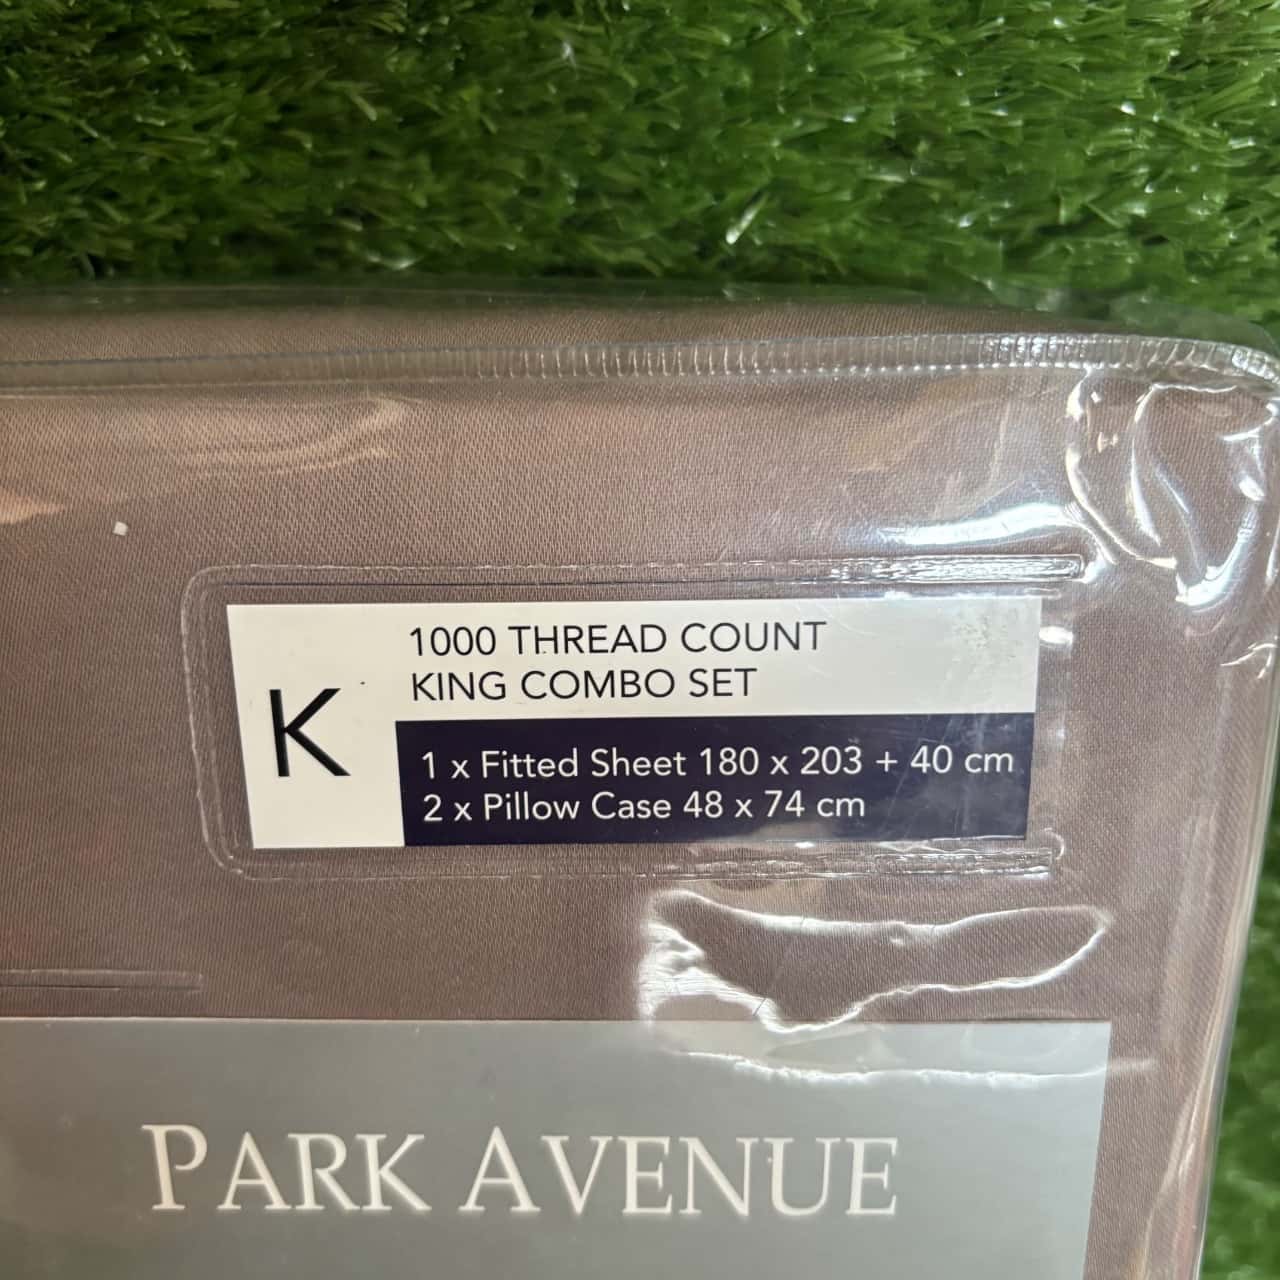 K
1000 THREAD COUNT
KING COMBO SET
1 x Fitted Sheet 180 x 203 + 40 cm
2 x Pillow Case 48 x 74 cm
PARK AVENUE